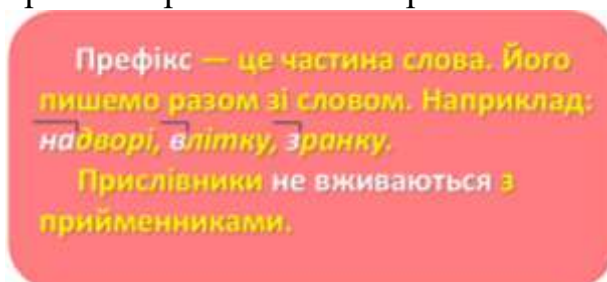 Префікс — це частина слова. Його
пишемо разом зі словом. Наприклад:
надворі, влітку, зранку.
Прислівники не вживаються з
прийменниками.